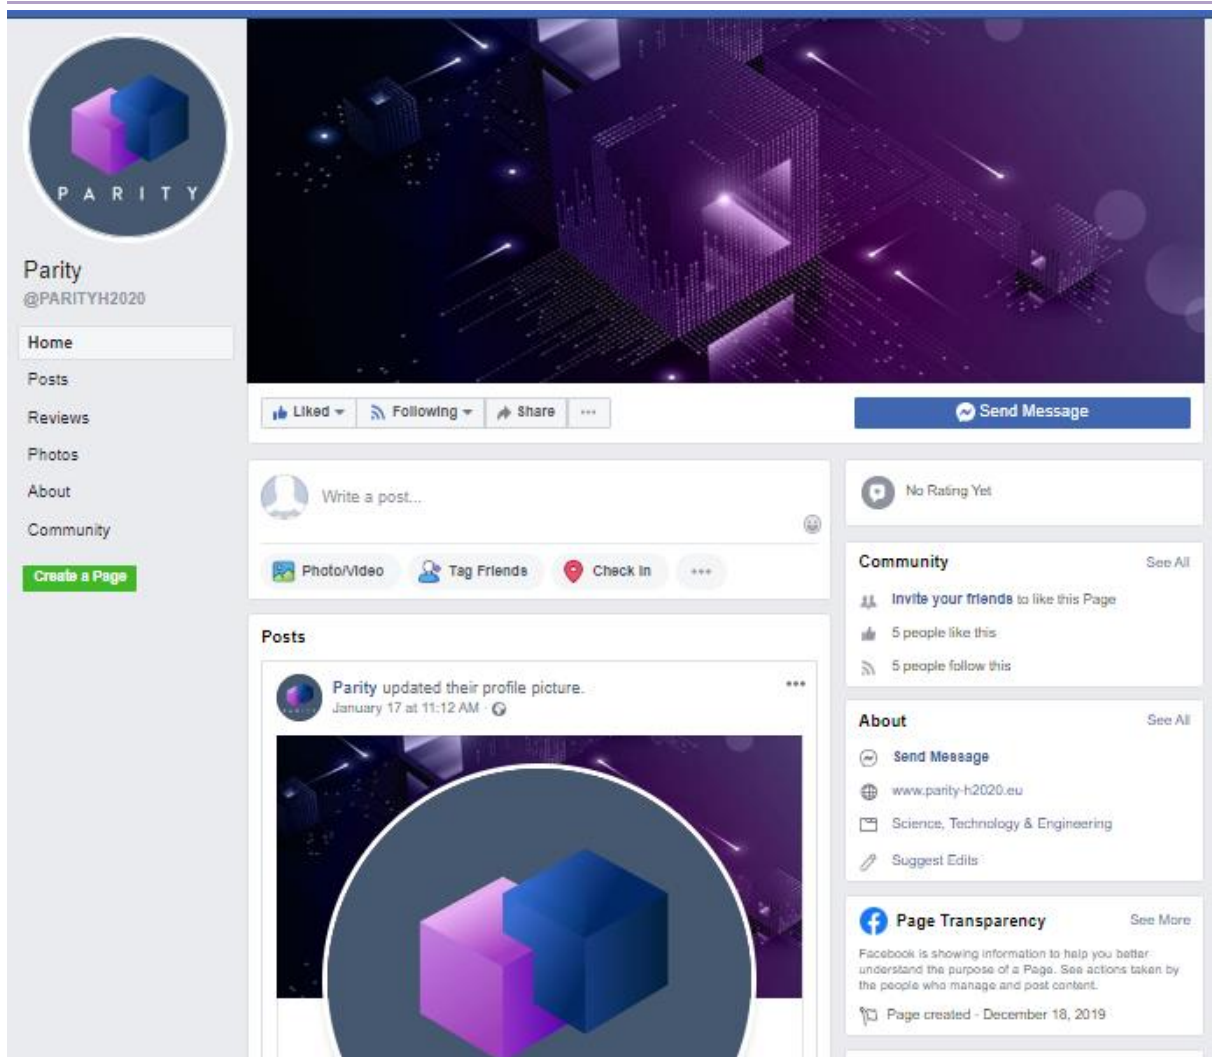 PARITY
Parity
@PARITYH2020
Home
Posts
Reviews
Photos
About
Community
Create a Page
Liked
Following
Share
Send Message
Write a post...
Photo/Video
Tag Friends
Check in
Posts
Parity updated their profile picture.
January 17 at 11:12 AM ·
No Rating Yet
Community
See All
Invite your friends to like this Page
5 people like this
5 people follow this
About
See All
Send Message
www.parity-h2020.eu
Science, Technology & Engineering
Suggest Edits
Page Transparency
See More
Facebook is showing information to help you better
understand the purpose of a Page. See actions taken by
the people who manage and post content.
Page created - December 18, 2019